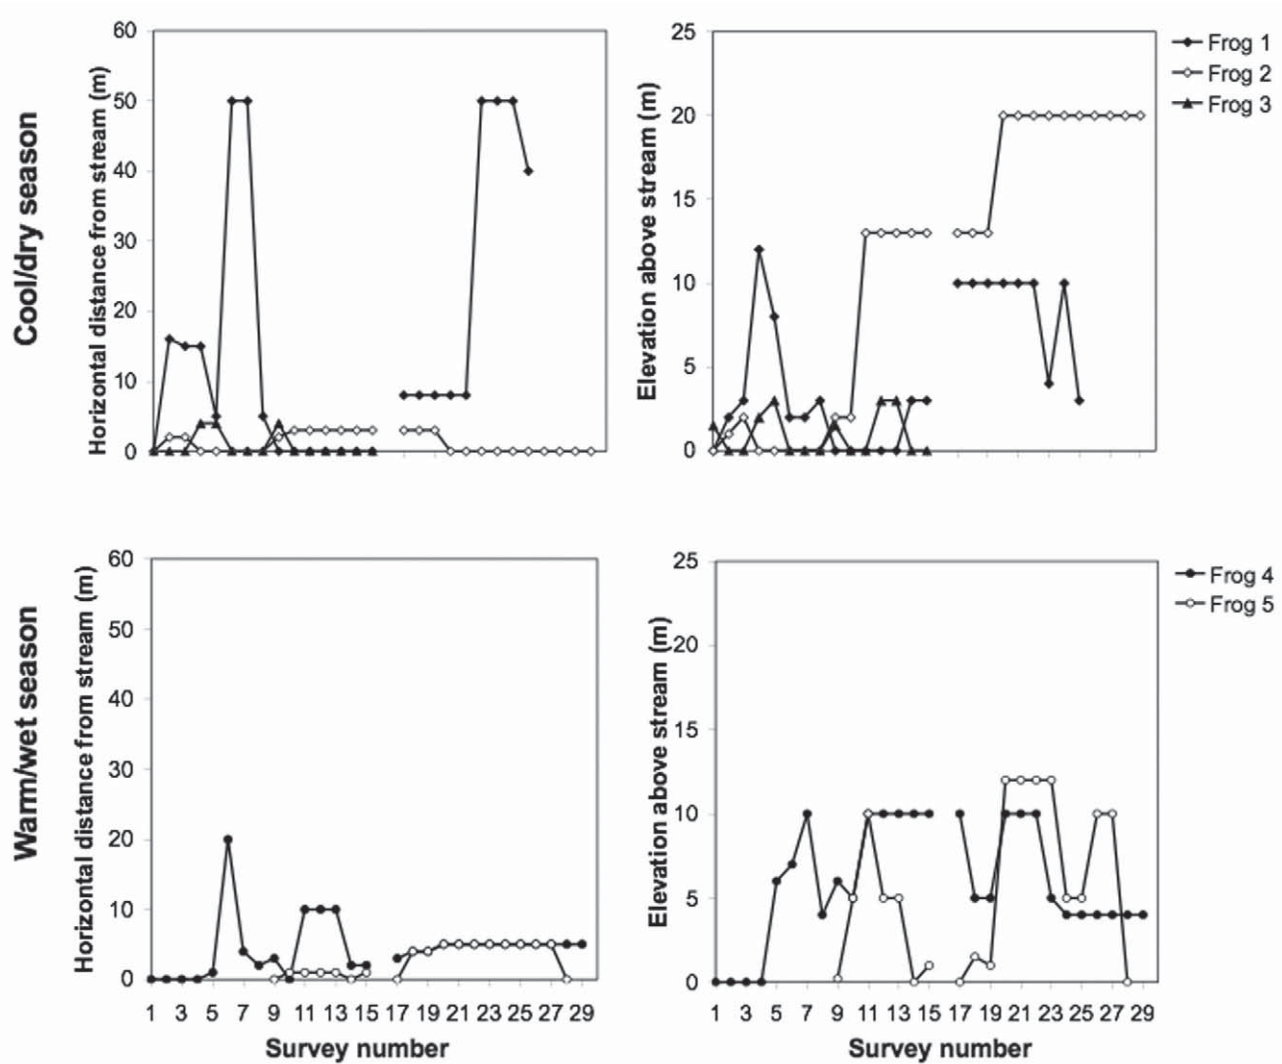 Cool/dry season
Horizontal distance from stream (m)
60
50
40
30
20
10
0
Elevation above stream (m)
25
20
15
10
5
0
Frog 1
Frog 2
Frog 3
Warm/wet season
Horizontal distance from stream (m)
60
50
40
30
20
10
0
1 3 5 7 9 11 13 15 17 19 21 23 25 27 29
Survey number
Elevation above stream (m)
25
20
15
10
5
0
1 3 5 7 9 11 13 15 17 19 21 23 25 27 29
Survey number
Frog 4
Frog 5